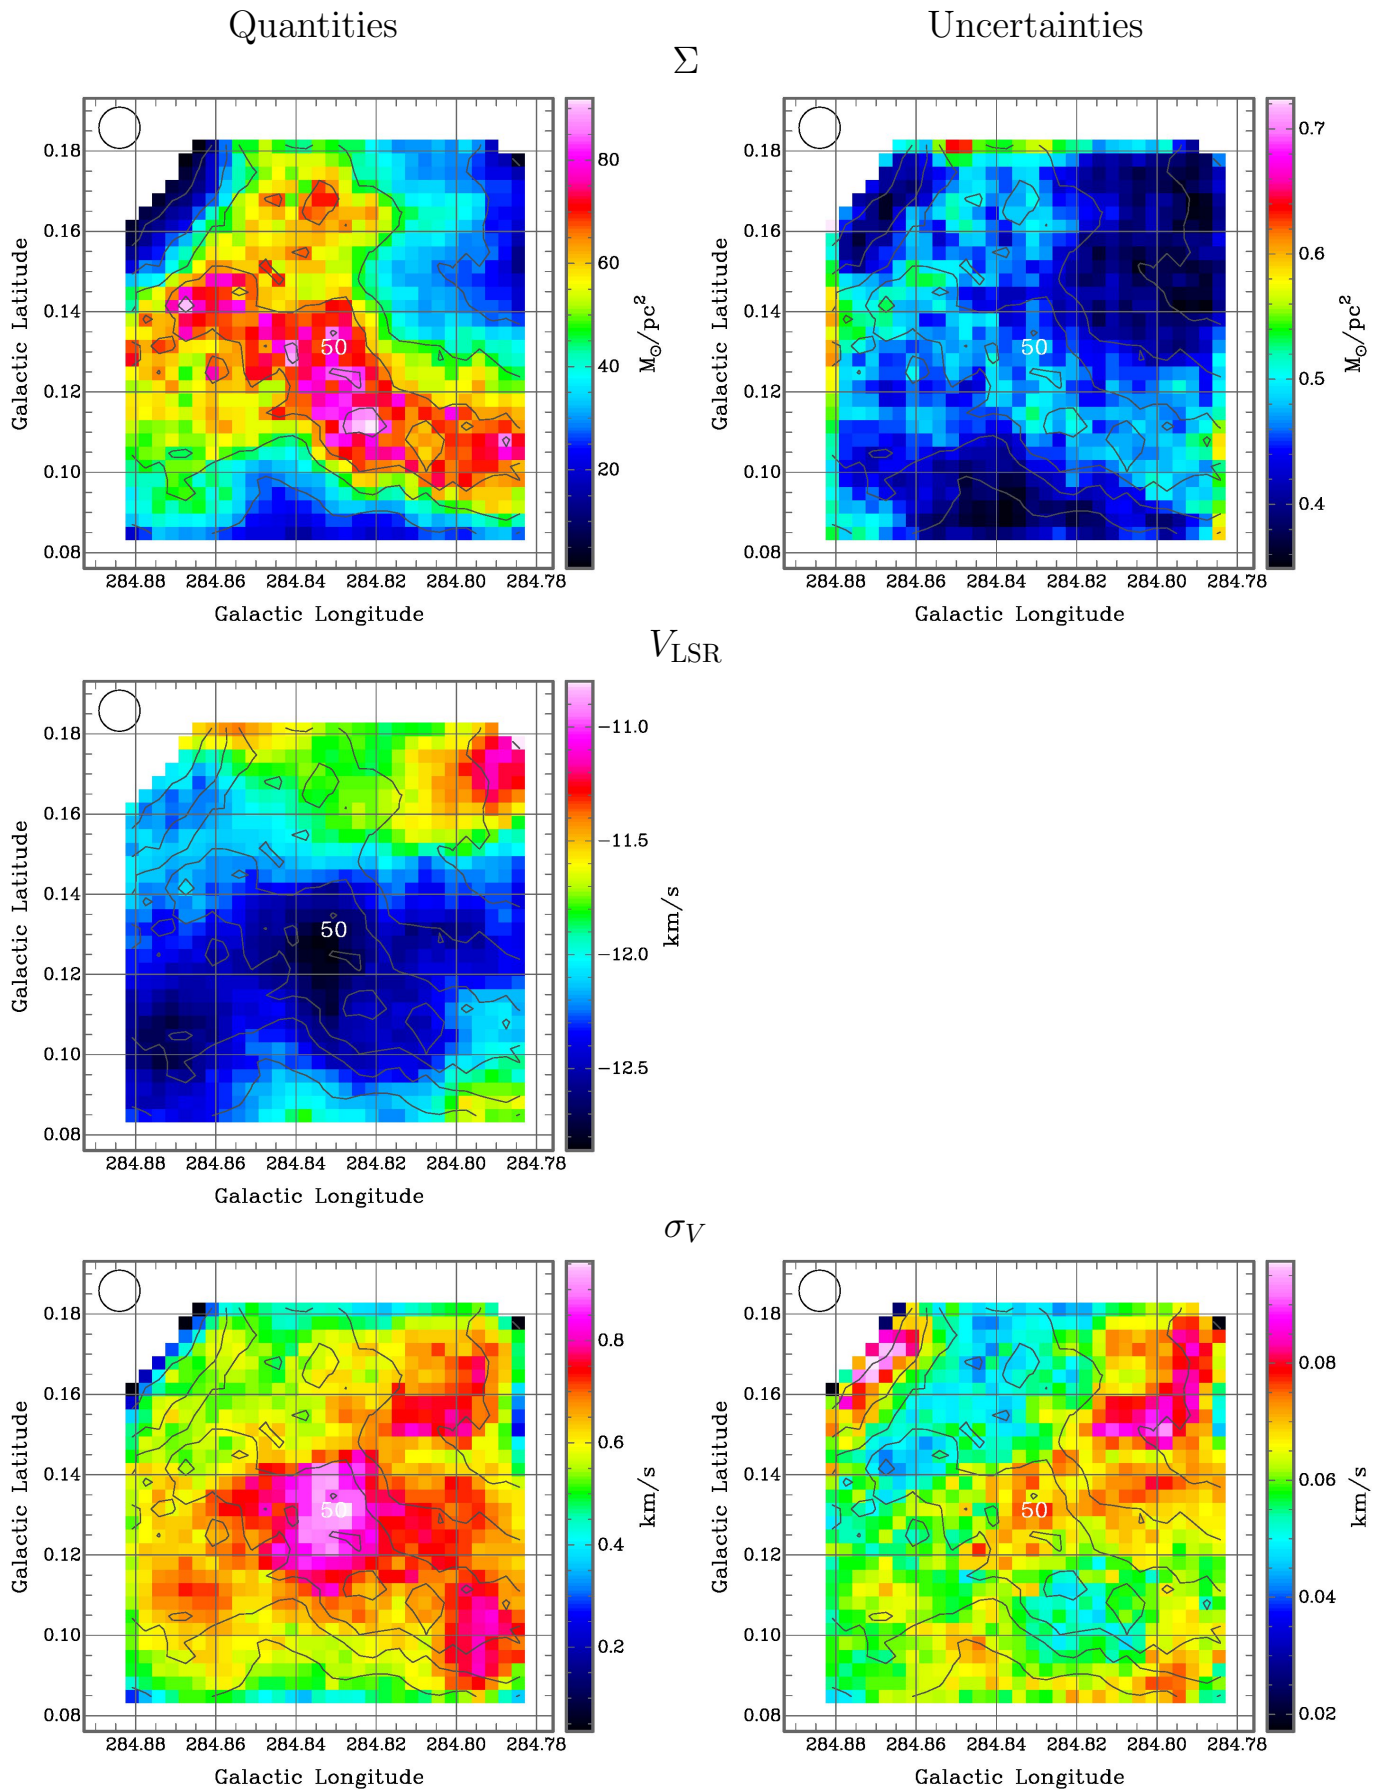 Quantities
Uncertainties
Σ
0.18
0.16
0.14
0.12
0.10
0.08
Galactic Latitude
50
284.88 284.86 284.84 284.82 284.80 284.78
Galactic Longitude
80
60
40
20
M⊙/pc²
0.18
0.16
0.14
0.12
0.10
0.08
Galactic Latitude
50
284.88 284.86 284.84 284.82 284.80 284.78
Galactic Longitude
0.7
0.6
0.5
0.4
M⊙/pc²
V_LSR
0.18
0.16
0.14
0.12
0.10
0.08
Galactic Latitude
50
284.88 284.86 284.84 284.82 284.80 284.78
Galactic Longitude
−11.0
−11.5
−12.0
−12.5
km/s
σ_V
0.18
0.16
0.14
0.12
0.10
0.08
Galactic Latitude
50
284.88 284.86 284.84 284.82 284.80 284.78
Galactic Longitude
0.8
0.6
0.4
0.2
km/s
0.18
0.16
0.14
0.12
0.10
0.08
Galactic Latitude
50
284.88 284.86 284.84 284.82 284.80 284.78
Galactic Longitude
0.08
0.06
0.04
0.02
km/s